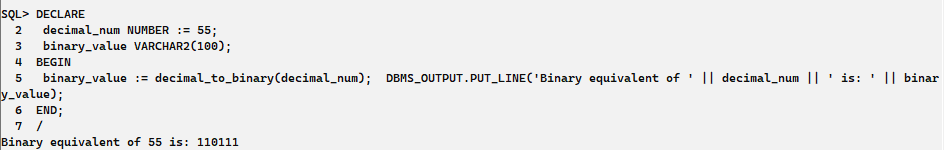 SQL> DECLARE
  2   decimal_num NUMBER := 55;
  3   binary_value VARCHAR2(100);
  4  BEGIN
  5   binary_value := decimal_to_binary(decimal_num);  DBMS_OUTPUT.PUT_LINE('Binary equivalent of ' || decimal_num || ' is: ' || binar
y_value);
  6  END;
  7  /
Binary equivalent of 55 is: 110111